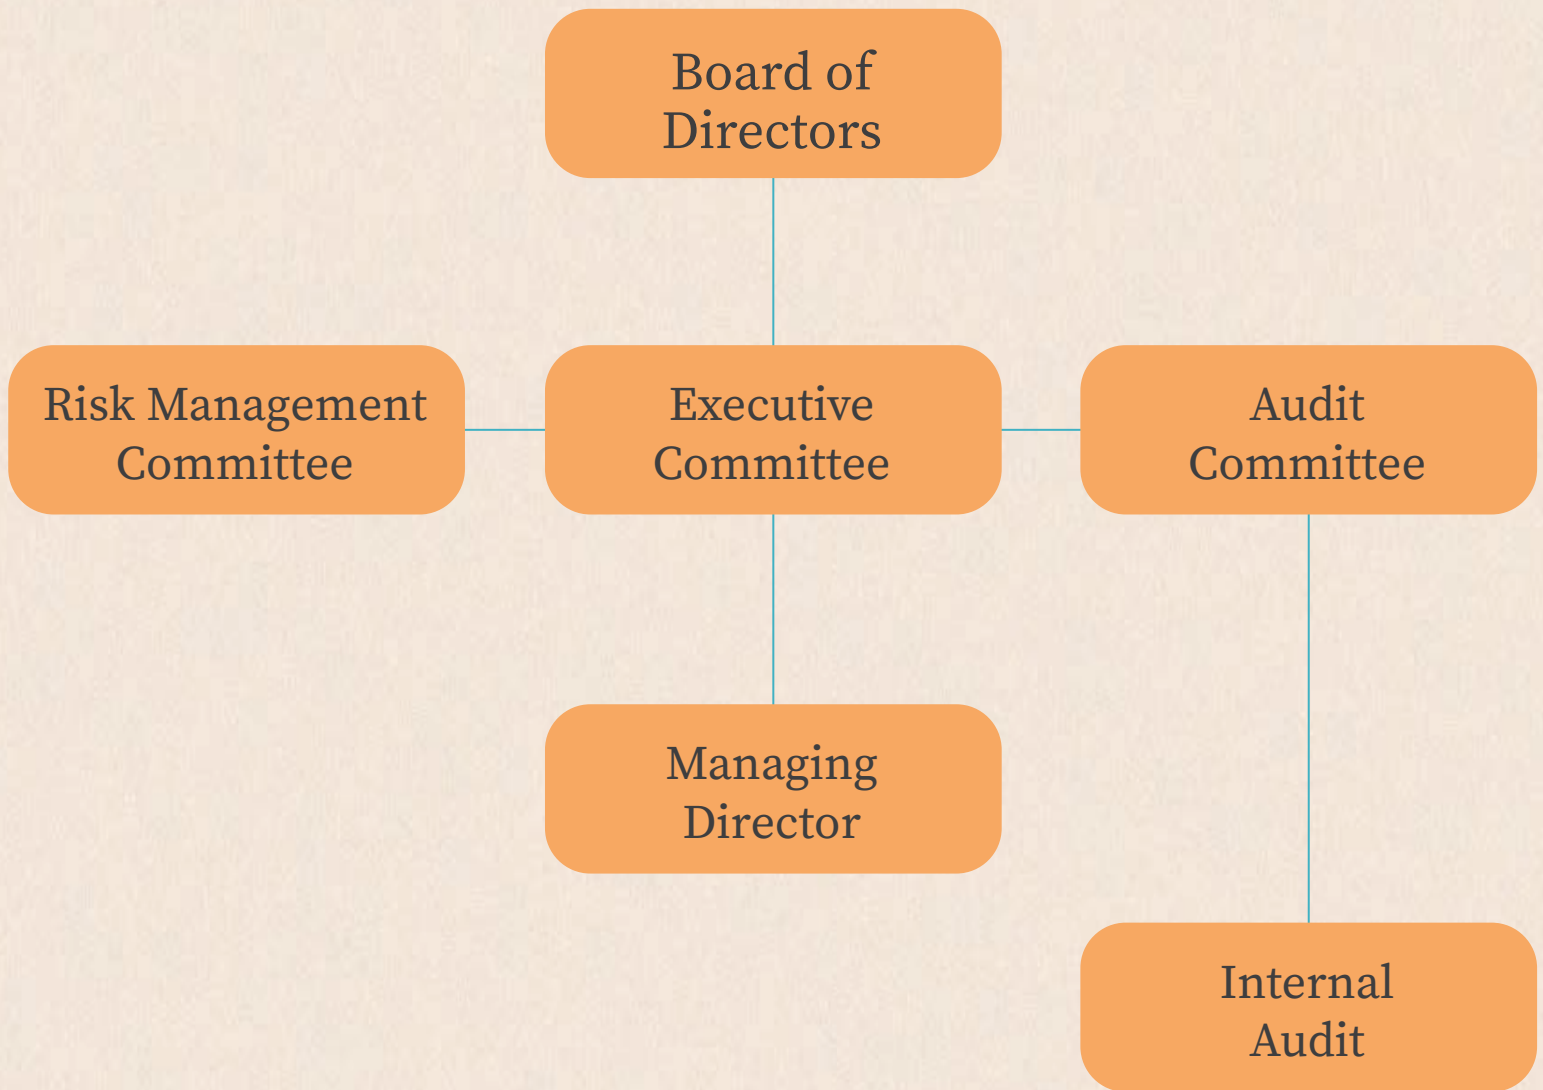 Board of
Directors
Risk Management
Committee
Executive
Committee
Audit
Committee
Managing
Director
Internal
Audit